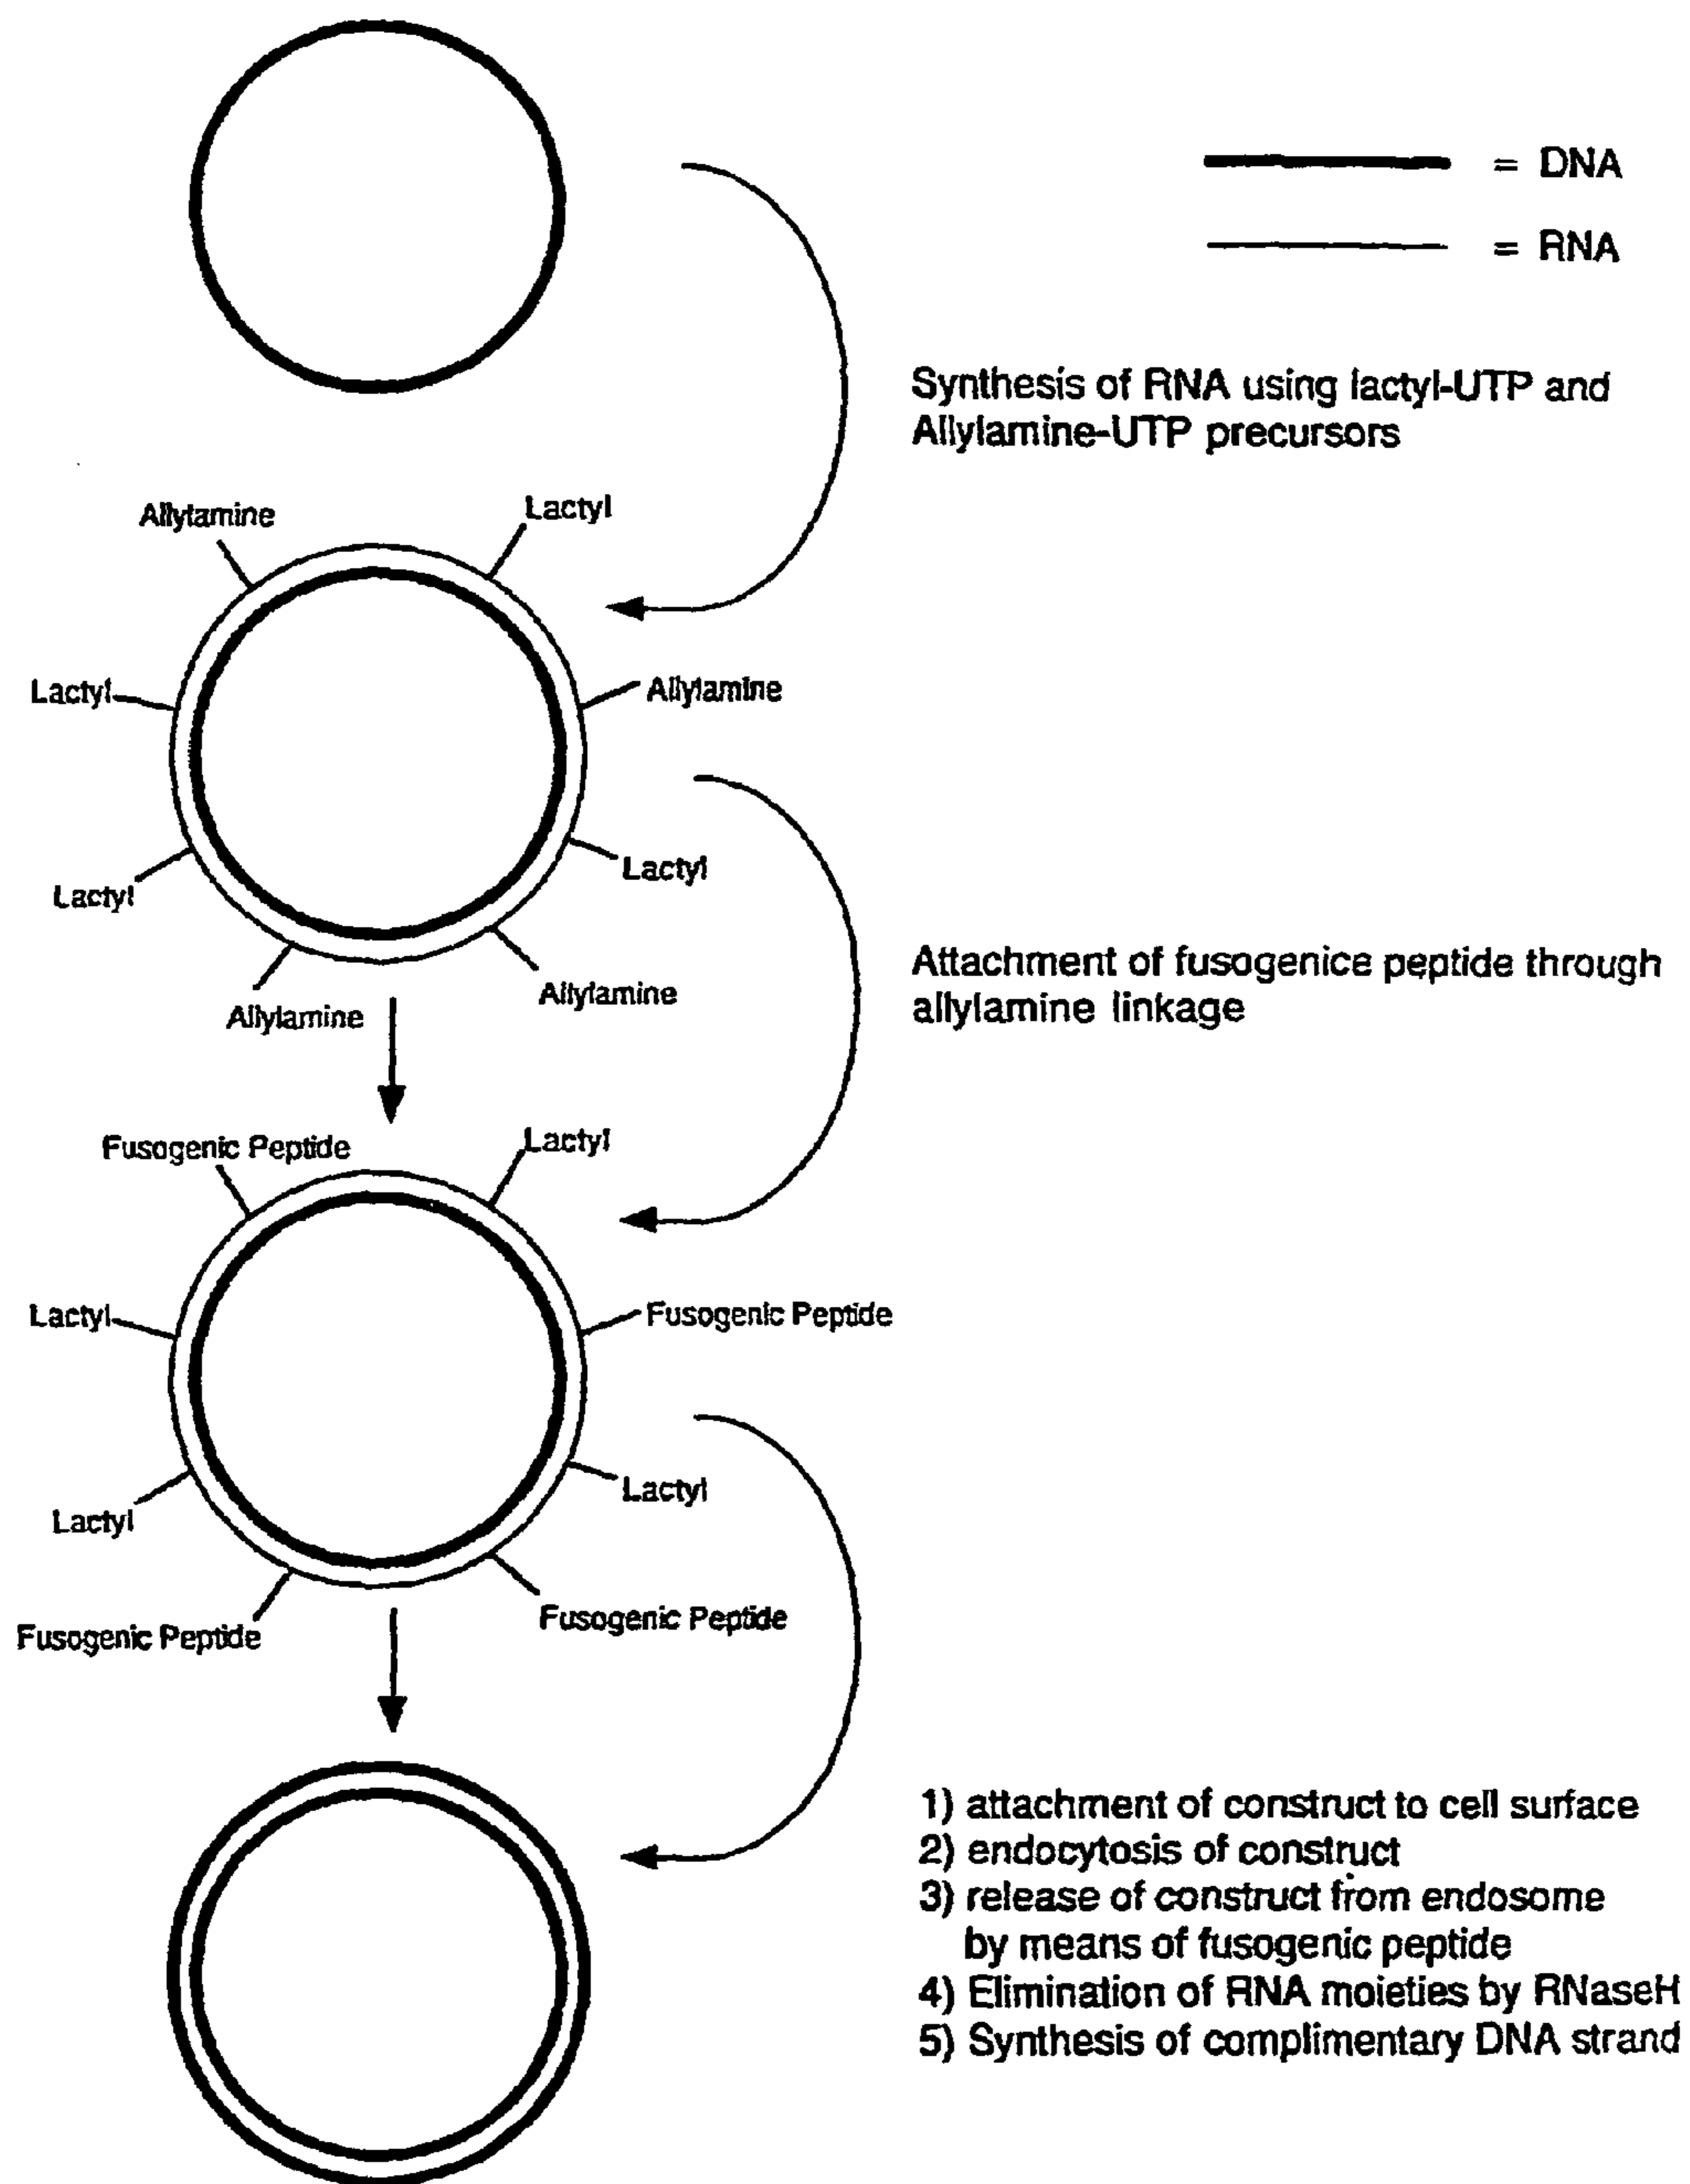 = DNA
= RNA
Synthesis of RNA using lactyl-UTP and
Allylamine-UTP precursors
Allylamine
Lactyl
Lactyl
Allylamine
Lactyl
Lactyl
Allylamine
Allylamine
Attachment of fusogenice peptide through
allylamine linkage
Fusogenic Peptide
Lactyl
Lactyl
Fusogenic Peptide
Lactyl
Lactyl
Fusogenic Peptide
Fusogenic Peptide
1) attachment of construct to cell surface
2) endocytosis of construct
3) release of construct from endosome
by means of fusogenic peptide
4) Elimination of RNA moieties by RNaseH
5) Synthesis of complimentary DNA strand